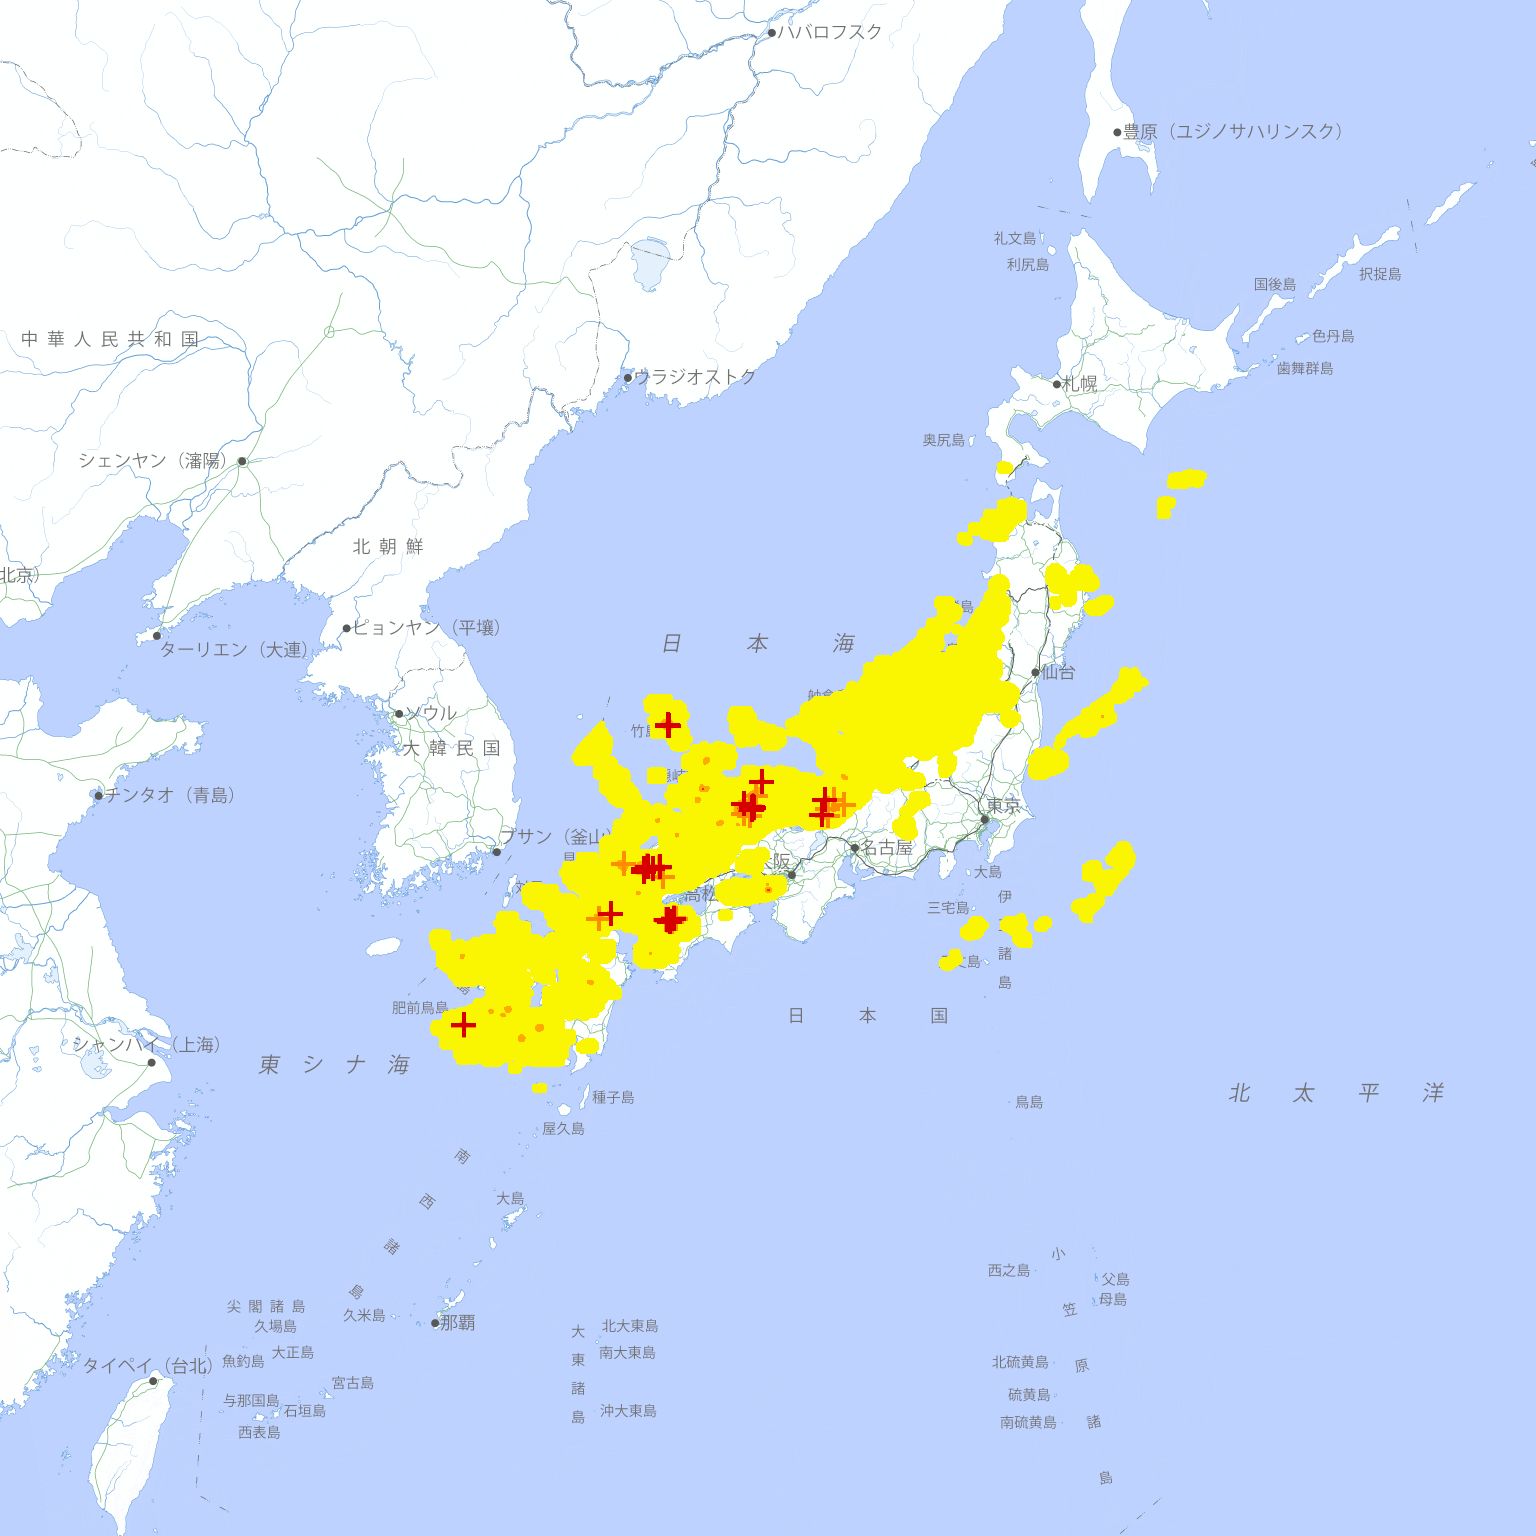 ハバロフスク
豊原（ユジノサハリンスク）
礼文島
利尻島
択捉島
国後島
色丹島
歯舞群島
中華人民共和国
ウラジオストク
札幌
奥尻島
シェンヤン（瀋陽）
北朝鮮
北京）
ピョンヤン（平壌）
ターリエン（大連）
日本海
島
仙台
ソウル
大韓民国
竹島
チンタオ（青島）
東京
プサン（釜山）
名古屋
大島
高松
三宅島
伊
諸
島
肥前鳥島
日本国
シャンハイ（上海）
東シナ海
種子島
屋久島
鳥島
北太平洋
南
西
諸
島
大島
小
笠
原
諸
島
西之島
父島
母島
尖閣諸島
久場島
久米島
那覇
大
東
諸
島
北大東島
南大東島
大正島
魚釣島
タイペイ（台北）
北硫黄島
硫黄島
南硫黄島
宮古島
与那国島
石垣島
西表島
沖大東島